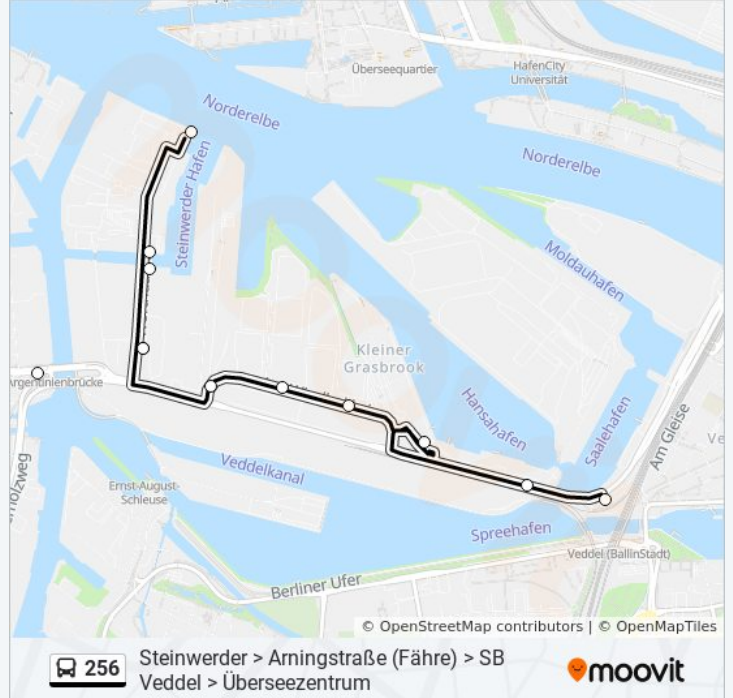 Überseequartier
HafenCity
Universität
Norderelbe
Norderelbe
Steinwerder Hafen
Moldauhafen
Kleiner
Grasbrook
Argentinienbrücke
Hansahafen
Saalehafen
Am Gleise
Veddelkanal
Ernst-August-
Schleuse
Spreehafen
Veddel (BallinStadt)
Berliner Ufer
© OpenStreetMap contributors | © OpenMapTiles
256
Steinwerder > Arningstraße (Fähre) > SB
Veddel > Überseezentrum
moovit